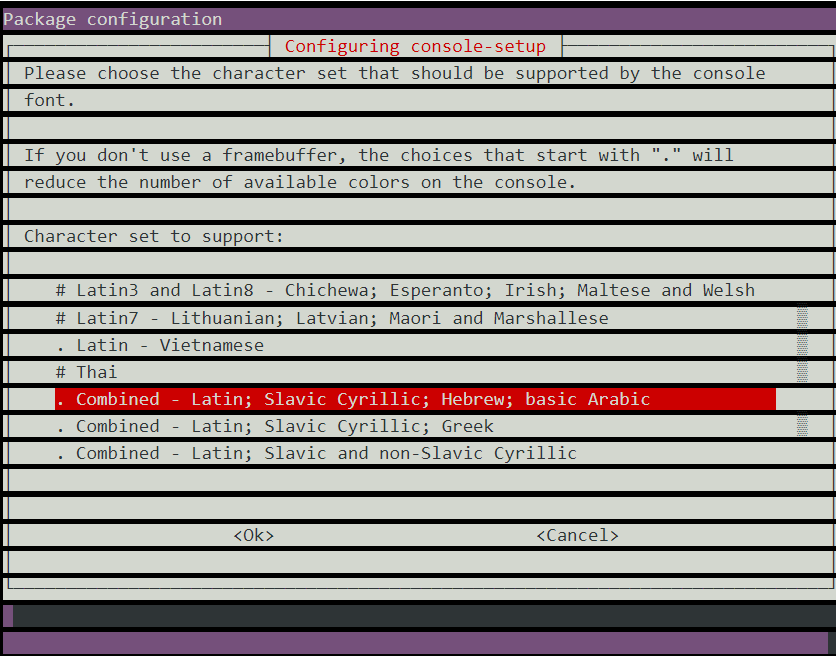 Package configuration
Configuring console-setup
Please choose the character set that should be supported by the console
font.
If you don't use a framebuffer, the choices that start with "." will
reduce the number of available colors on the console.
Character set to support:
# Latin3 and Latin8 - Chichewa; Esperanto; Irish; Maltese and Welsh
# Latin7 - Lithuanian; Latvian; Maori and Marshallese
. Latin - Vietnamese
# Thai
. Combined - Latin; Slavic Cyrillic; Hebrew; basic Arabic
. Combined - Latin; Slavic Cyrillic; Greek
. Combined - Latin; Slavic and non-Slavic Cyrillic
<Ok> <Cancel>